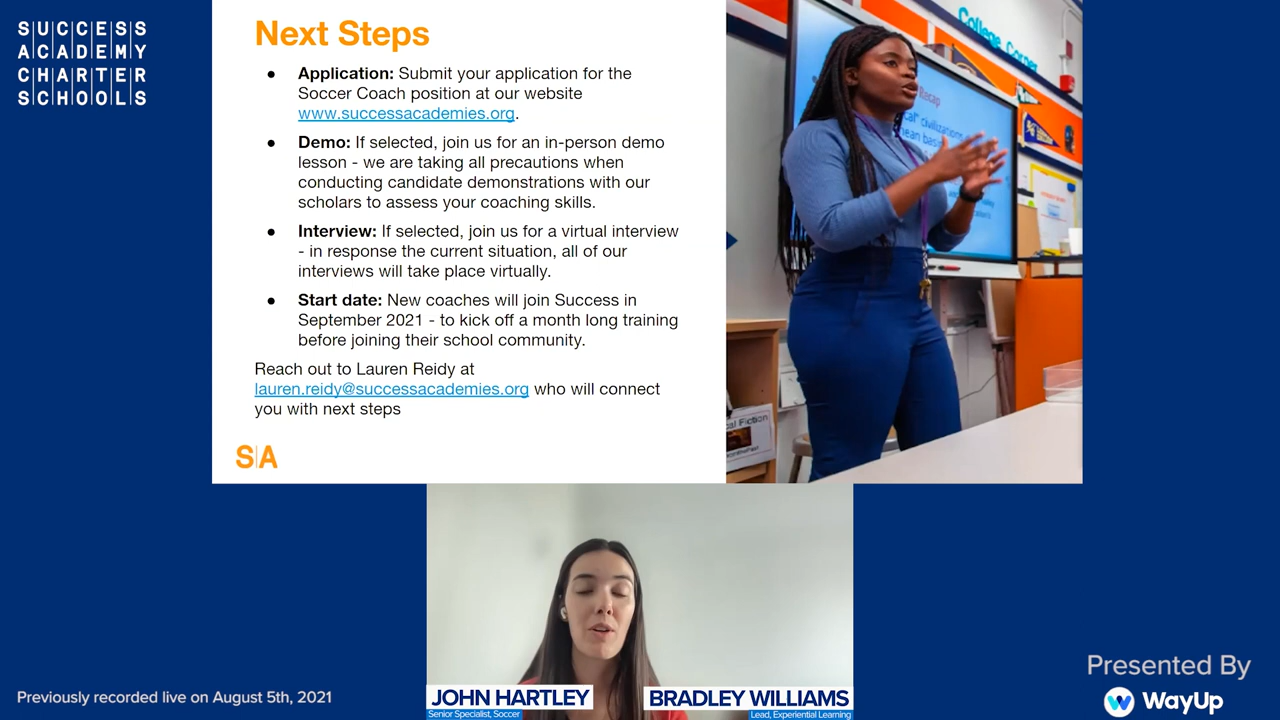 SUCCESS
ACADEMY
CHARTER
SCHOOLS
Next Steps
● Application: Submit your application for the
Soccer Coach position at our website
www.successacademies.org.
● Demo: If selected, join us for an in-person demo
lesson - we are taking all precautions when
conducting candidate demonstrations with our
scholars to assess your coaching skills.
● Interview: If selected, join us for a virtual interview
- in response the current situation, all of our
interviews will take place virtually.
● Start date: New coaches will join Success in
September 2021 - to kick off a month long training
before joining their school community.
Reach out to Lauren Reidy at
lauren.reidy@successacademies.org who will connect
you with next steps
S|A
College Corner
Recap
civilizations
Fiction
JOHN HARTLEY
Senior Specialist, Soccer
BRADLEY WILLIAMS
Lead, Experiential Learning
Previously recorded live on August 5th, 2021
Presented By
WayUp